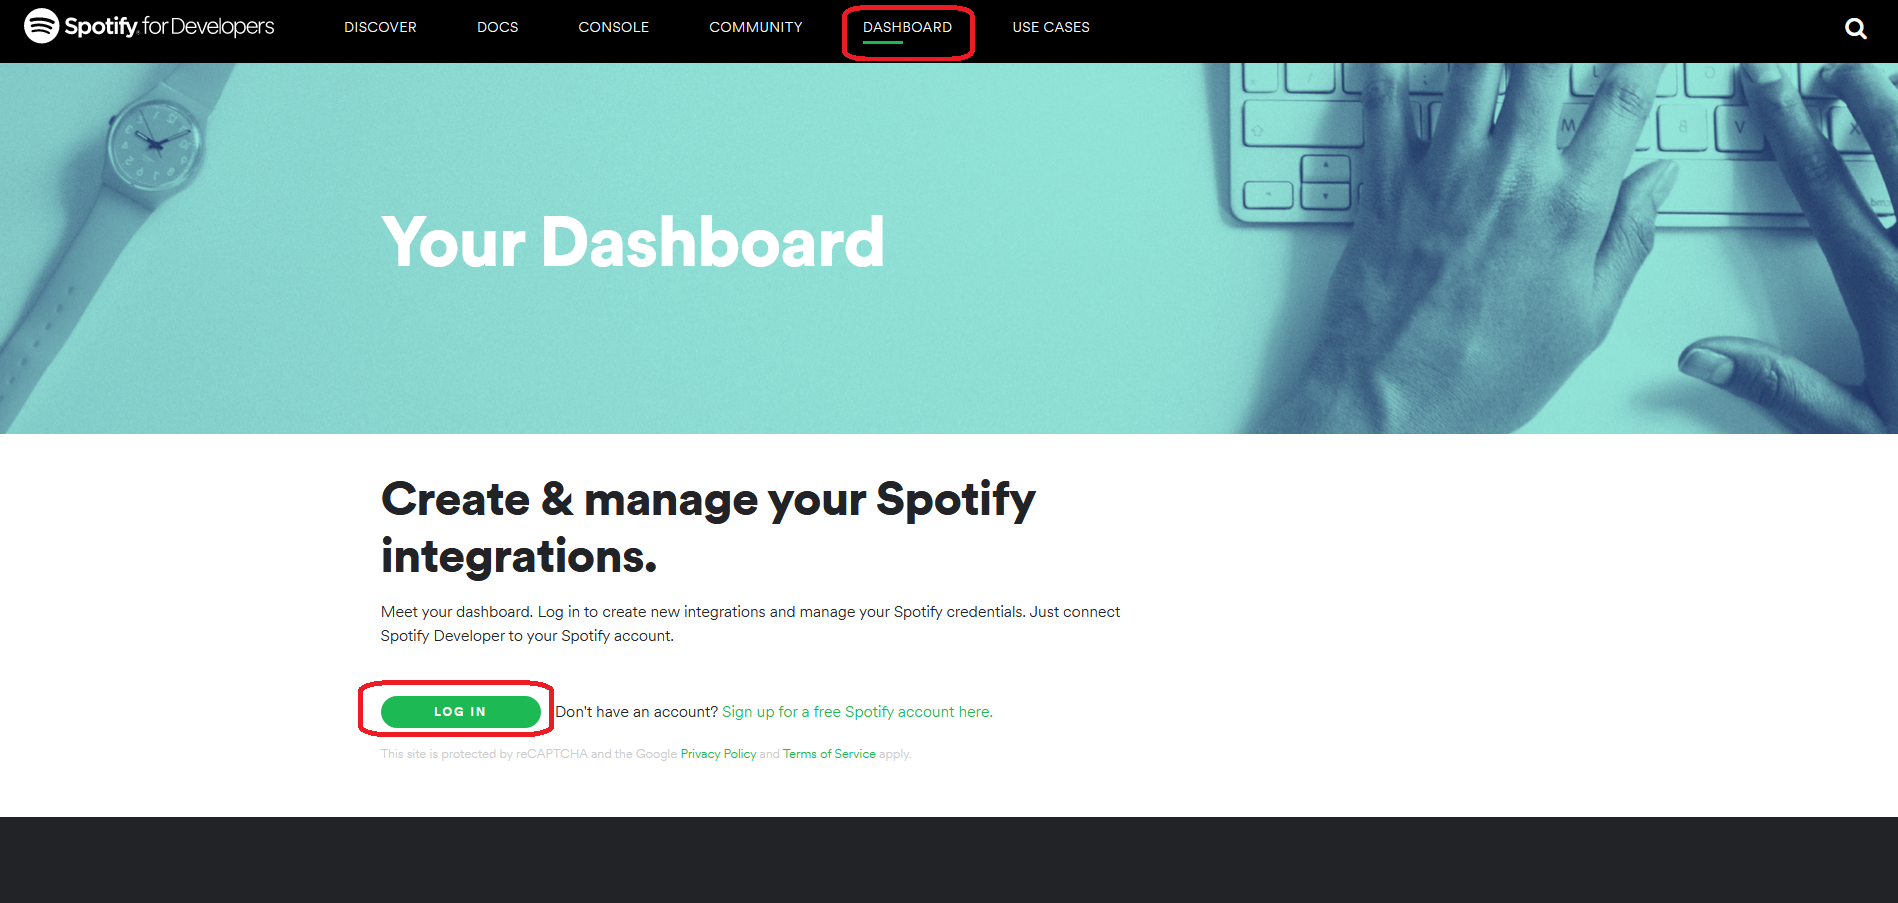 Spotify for Developers
DISCOVER
DOCS
CONSOLE
COMMUNITY
DASHBOARD
USE CASES
Your Dashboard
Create & manage your Spotify
integrations.
Meet your dashboard. Log in to create new integrations and manage your Spotify credentials. Just connect
Spotify Developer to your Spotify account.
LOG IN
Don't have an account? Sign up for a free Spotify account here.
This site is protected by reCAPTCHA and the Google Privacy Policy and Terms of Service apply.